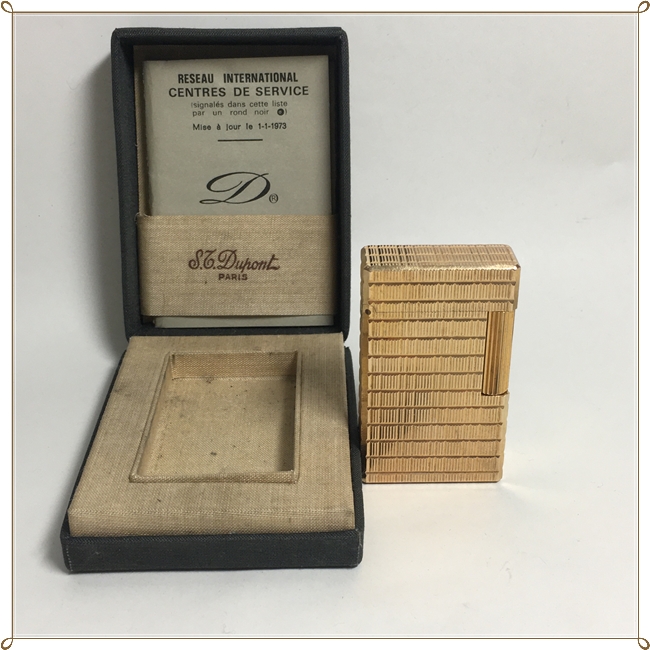 RESEAU INTERNATIONAL
CENTRES DE SERVICE
(signalés dans cette liste
par un rond noir )
Mise à jour le 1-1-1973
D®
S.T. Dupont
PARIS